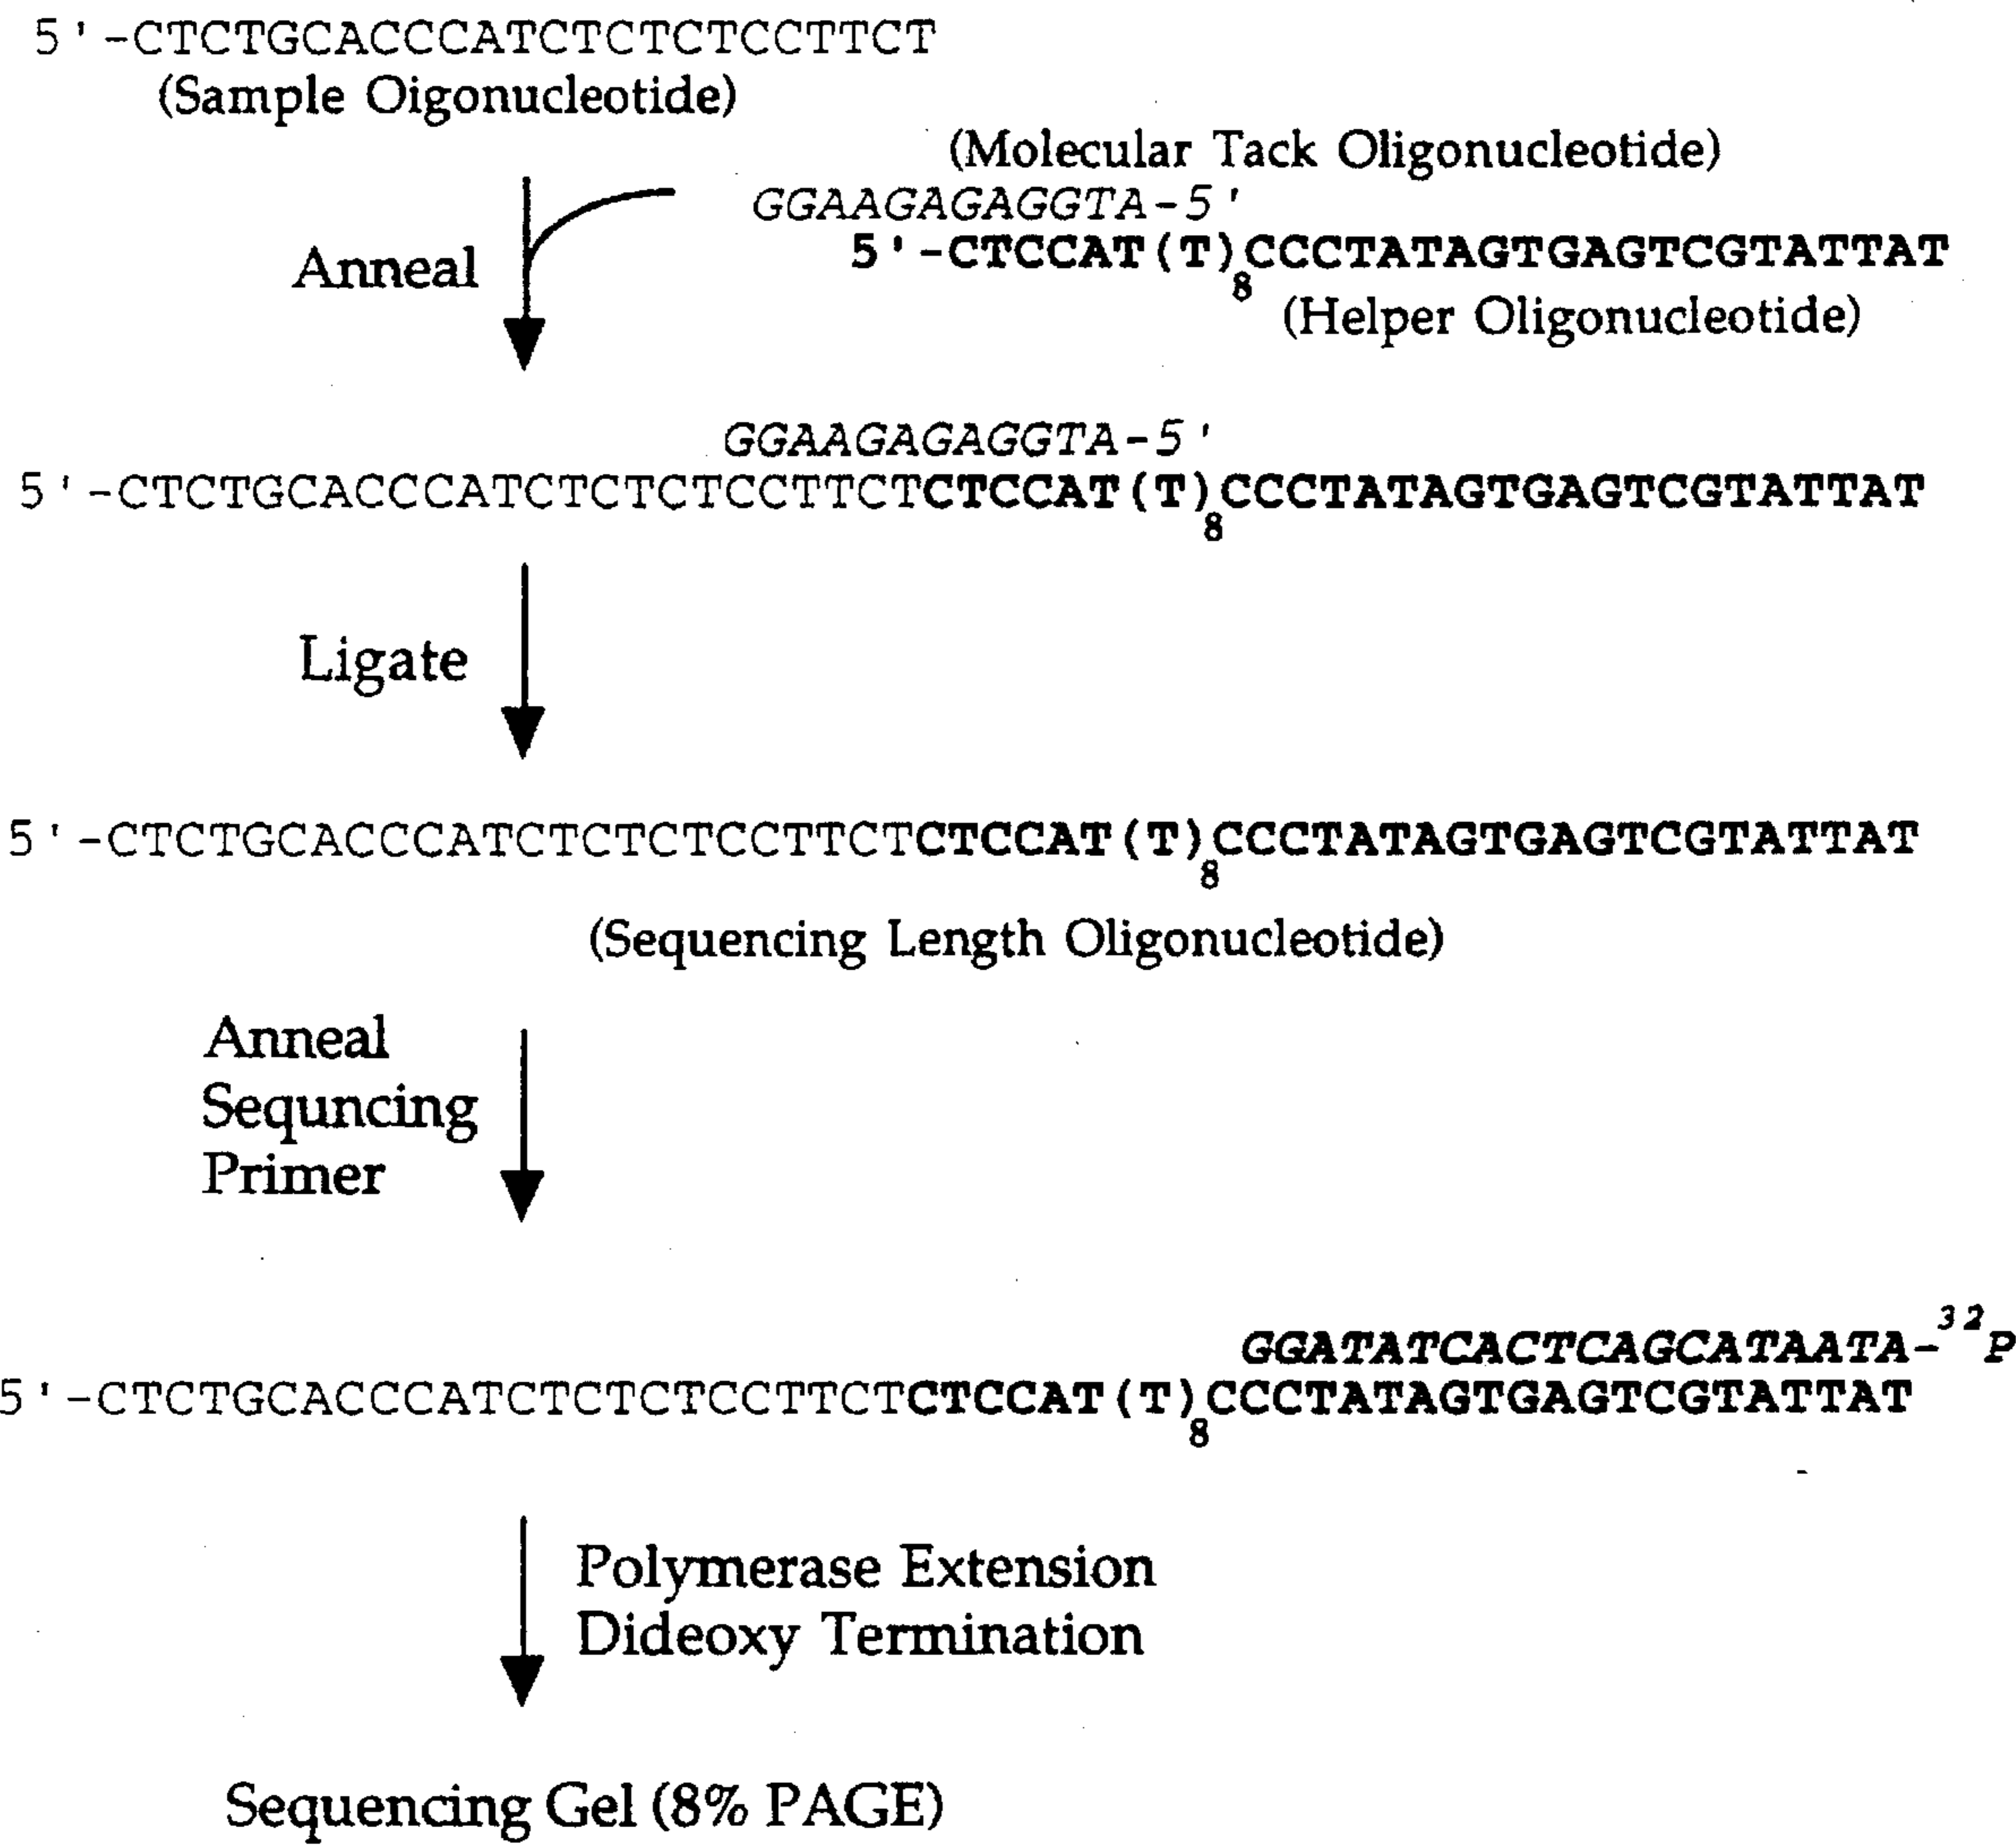 5'-CTCTGCACCCATCTCTCTCCTTCT
(Sample Oigonucleotide)
(Molecular Tack Oligonucleotide)
GGAAGAGAGGTA-5'
5'-CTCCAT(T)8CCCTATAGTGAGTCGTATTAT
(Helper Oligonucleotide)
Anneal
GGAAGAGAGGTA-5'
5'-CTCTGCACCCATCTCTCTCCTTCTCTCCAT(T)8CCCTATAGTGAGTCGTATTAT
Ligate
5'-CTCTGCACCCATCTCTCTCCTTCTCTCCAT(T)8CCCTATAGTGAGTCGTATTAT
(Sequencing Length Oligonucleotide)
Anneal
Sequncing
Primer
GGATATCACTCAGCATAATA-32P
5'-CTCTGCACCCATCTCTCTCCTTCTCTCCAT(T)8CCCTATAGTGAGTCGTATTAT
Polymerase Extension
Dideoxy Termination
Sequencing Gel (8% PAGE)